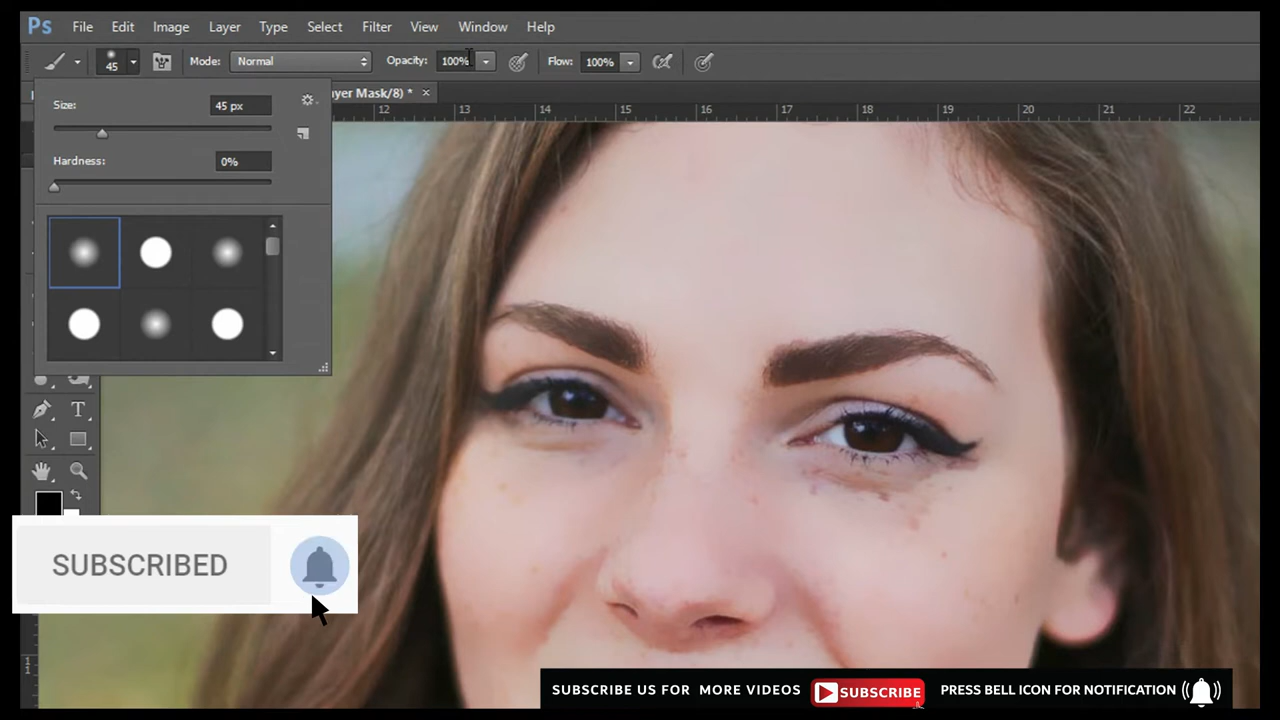 Ps File Edit Image Layer Type Select Filter View Window Help
45 Mode: Normal Opacity: 100% Flow: 100%
yer Mask/8) * ×
Size: 45 px
12 13 14 15 16 17 18 19 20 21 22
Hardness: 0%
T
SUBSCRIBED
1
1
SUBSCRIBE US FOR MORE VIDEOS SUBSCRIBE PRESS BELL ICON FOR NOTIFICATION